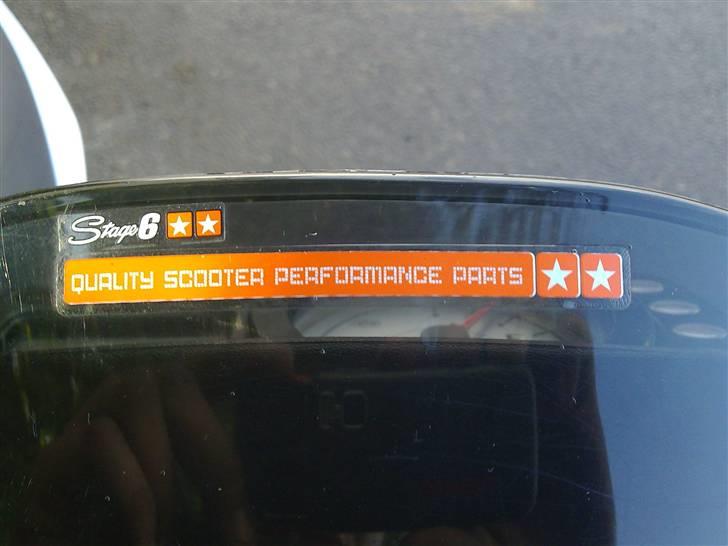 Stage6
QUALITY SCOOTER PERFORMANCE PARTS